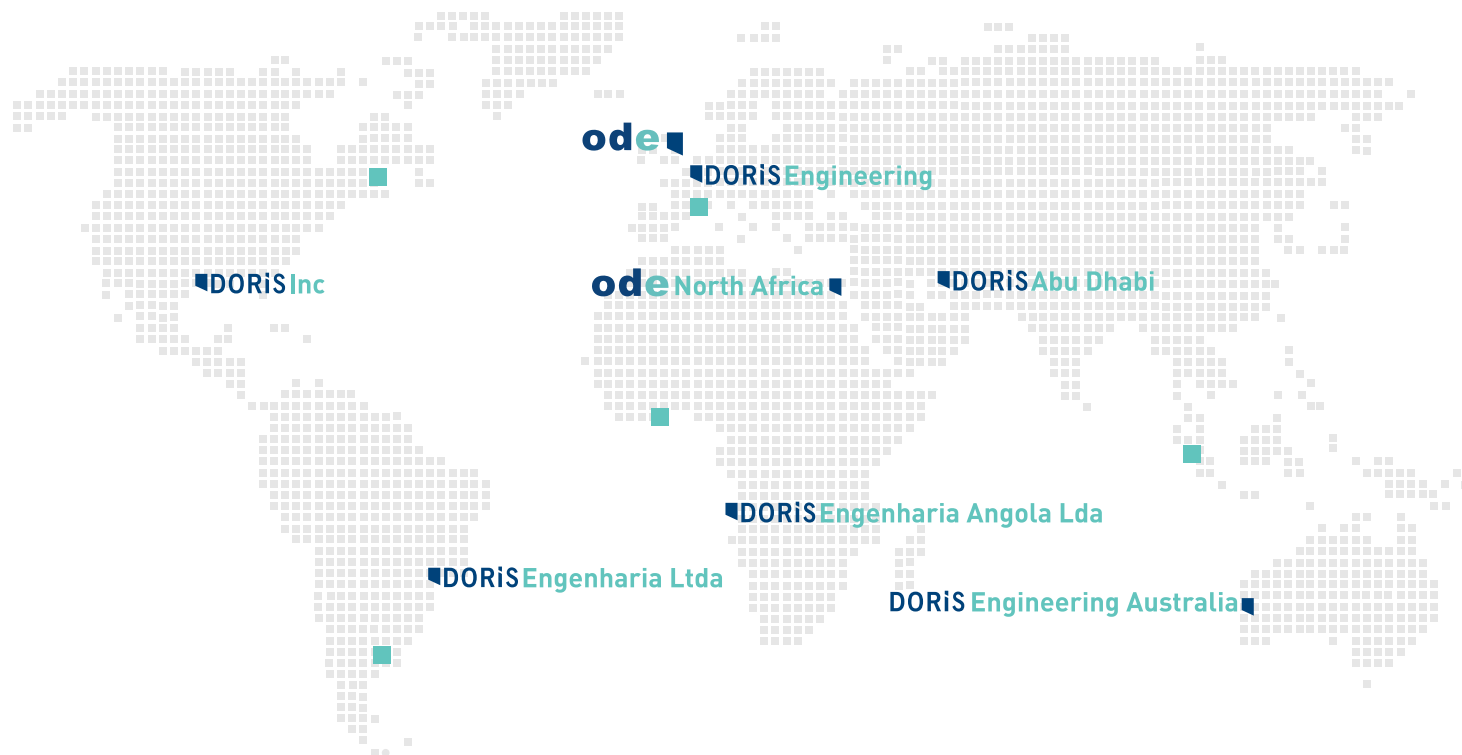 ode
DORiS Engineering
DORiS Inc
ode North Africa
DORiS Abu Dhabi
DORiS Engenharia Angola Lda
DORiS Engenharia Ltda
DORiS Engineering Australia